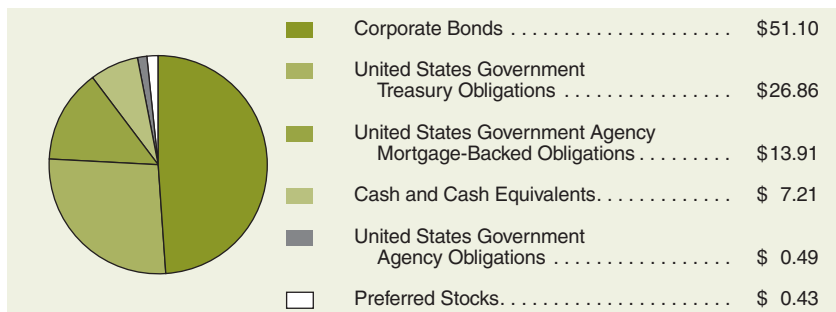 Corporate Bonds ..................... $51.10
United States Government
Treasury Obligations ................ $26.86
United States Government Agency
Mortgage-Backed Obligations ......... $13.91
Cash and Cash Equivalents............. $ 7.21
United States Government
Agency Obligations ................. $ 0.49
Preferred Stocks...................... $ 0.43